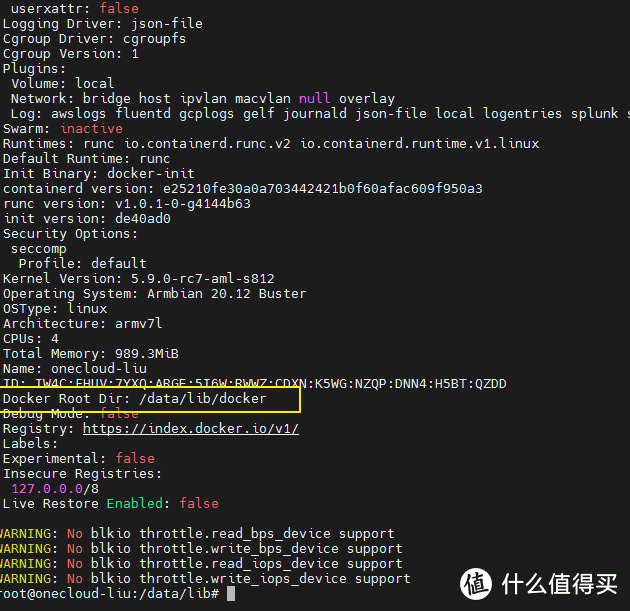 userxattr: false
Logging Driver: json-file
Cgroup Driver: cgroupfs
Cgroup Version: 1
Plugins:
Volume: local
Network: bridge host ipvlan macvlan null overlay
Log: awslogs fluentd gcplogs gelf journald json-file local logentries splunk s
Swarm: inactive
Runtimes: runc io.containerd.runc.v2 io.containerd.runtime.v1.linux
Default Runtime: runc
Init Binary: docker-init
containerd version: e25210fe30a0a703442421b0f60afac609f950a3
runc version: v1.0.1-0-g4144b63
init version: de40ad0
Security Options:
seccomp
Profile: default
Kernel Version: 5.9.0-rc7-aml-s812
Operating System: Armbian 20.12 Buster
OSType: linux
Architecture: armv7l
CPUs: 4
Total Memory: 989.3MiB
Name: onecloud-liu
ID: TW4C:FHUV:7YXQ:ARGE:5I6W:RWWZ:CDXN:K5WG:NZQP:DNN4:H5BT:QZDD
Docker Root Dir: /data/lib/docker
Debug Mode: false
Registry: https://index.docker.io/v1/
Labels:
Experimental: false
Insecure Registries:
127.0.0.0/8
Live Restore Enabled: false
WARNING: No blkio throttle.read_bps_device support
WARNING: No blkio throttle.write_bps_device support
WARNING: No blkio throttle.read_iops_device support
WARNING: No blkio throttle.write_iops_device support
root@onecloud-liu:/data/lib#
值 什么值得买